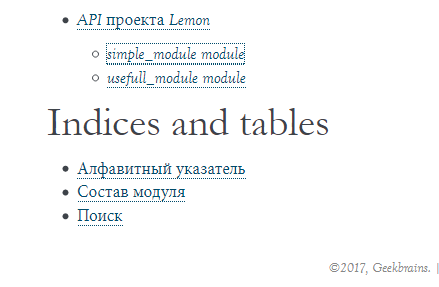 API проекта Lemon
simple_module module
usefull_module module
Indices and tables
Алфавитный указатель
Состав модуля
Поиск
©2017, Geekbrains. |